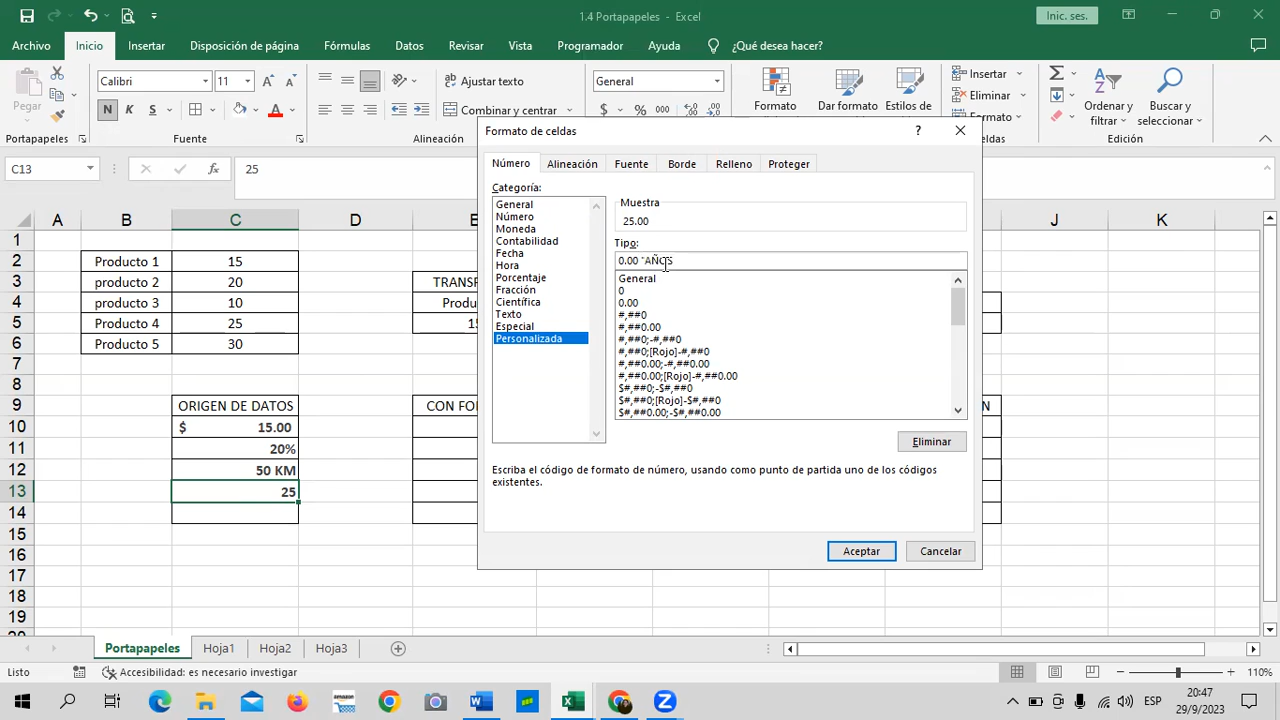 1.4 Portapapeles - Excel
Inic. ses.
Archivo Inicio Insertar Disposición de página Fórmulas Datos Revisar Vista Programador Ayuda ¿Qué desea hacer?
Pegar
Calibri 11
N K S
Ajustar texto
Combinar y centrar
General
$ % 000
Formato
Dar formato
Estilos de
Insertar
Eliminar
Formato
Ordenar y filtrar
Buscar y seleccionar
Portapapeles Fuente Alineación Celdas Edición
C13 fx 25
A B C D E J K
1
2 Producto 1 15
3 producto 2 20
4 producto 3 10
5 Producto 4 25
6 Producto 5 30
7
8
9 ORIGEN DE DATOS
10 $ 15.00
11 20%
12 50 KM
13 25
14
15
16
17
18
19
Formato de celdas ?
Número Alineación Fuente Borde Relleno Proteger
Categoría:
General
Número
Moneda
Contabilidad
Fecha
Hora
Porcentaje
Fracción
Científica
Texto
Especial
Personalizada
Muestra
25.00
Tipo:
0.00 "AÑOS
General
0
0.00
#,##0
#,##0.00
#,##0;-#,##0
#,##0;[Rojo]-#,##0
#,##0.00;-#,##0.00
#,##0.00;[Rojo]-#,##0.00
$#,##0;-$#,##0
$#,##0;[Rojo]-$#,##0
$#,##0.00;-$#,##0.00
Eliminar
Escriba el código de formato de número, usando como punto de partida uno de los códigos
existentes.
Aceptar Cancelar
Portapapeles Hoja1 Hoja2 Hoja3
Listo Accesibilidad: es necesario investigar 110%
ESP 20:47
29/9/2023